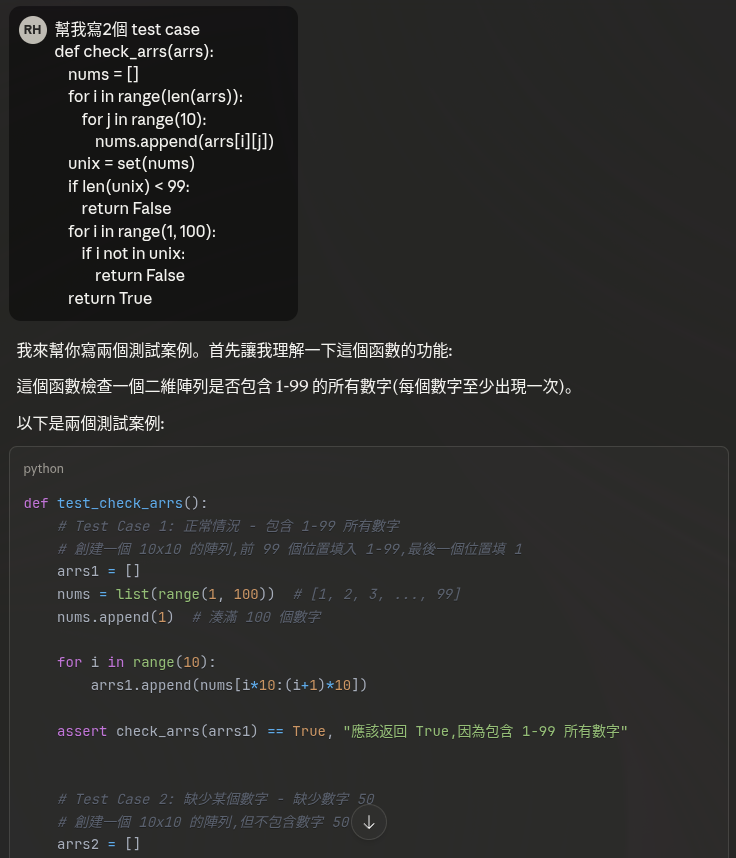 RH
幫我寫2個 test case
def check_arrs(arrs):
nums = []
for i in range(len(arrs)):
for j in range(10):
nums.append(arrs[i][j])
unix = set(nums)
if len(unix) < 99:
return False
for i in range(1, 100):
if i not in unix:
return False
return True
我來幫你寫兩個測試案例。首先讓我理解一下這個函數的功能:
這個函數檢查一個二維陣列是否包含 1-99 的所有數字(每個數字至少出現一次)。
以下是兩個測試案例:
python
def test_check_arrs():
# Test Case 1: 正常情況 - 包含 1-99 所有數字
# 創建一個 10x10 的陣列,前 99 個位置填入 1-99,最後一個位置填 1
arrs1 = []
nums = list(range(1, 100))  # [1, 2, 3, ..., 99]
nums.append(1)  # 湊滿 100 個數字
for i in range(10):
arrs1.append(nums[i*10:(i+1)*10])
assert check_arrs(arrs1) == True, "應該返回 True,因為包含 1-99 所有數字"
# Test Case 2: 缺少某個數字 - 缺少數字 50
# 創建一個 10x10 的陣列,但不包含數字 50
arrs2 = []